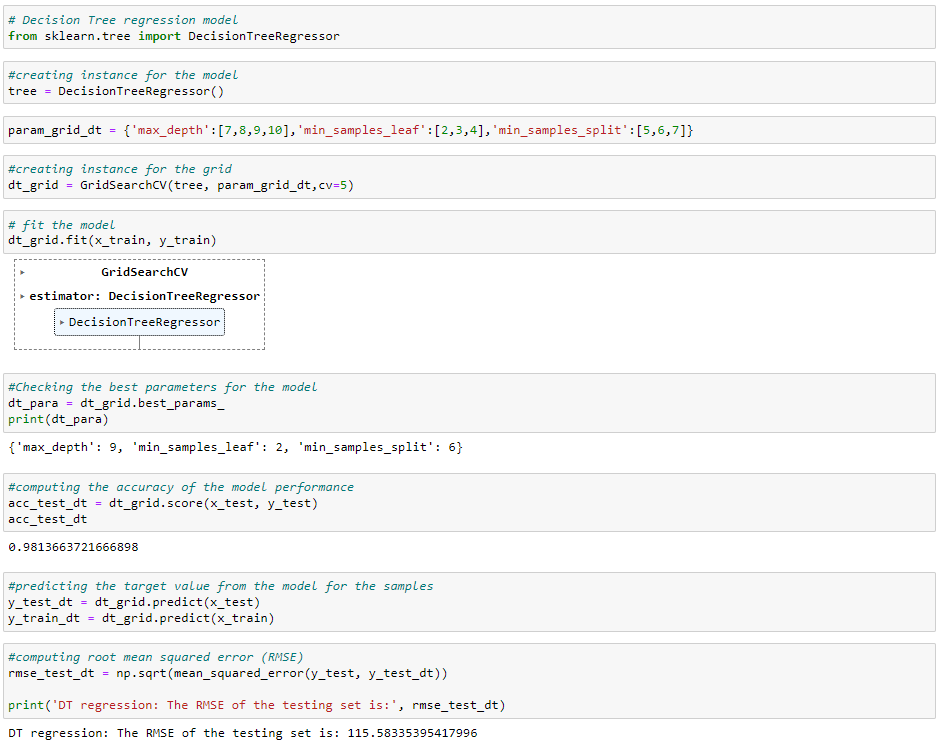 # Decision Tree regression model
from sklearn.tree import DecisionTreeRegressor
#creating instance for the model
tree = DecisionTreeRegressor()
param_grid_dt = {'max_depth':[7,8,9,10],'min_samples_leaf':[2,3,4],'min_samples_split':[5,6,7]}
#creating instance for the grid
dt_grid = GridSearchCV(tree, param_grid_dt,cv=5)
# fit the model
dt_grid.fit(x_train, y_train)
GridSearchCV
estimator: DecisionTreeRegressor
DecisionTreeRegressor
#Checking the best parameters for the model
dt_para = dt_grid.best_params_
print(dt_para)
{'max_depth': 9, 'min_samples_leaf': 2, 'min_samples_split': 6}
#computing the accuracy of the model performance
acc_test_dt = dt_grid.score(x_test, y_test)
acc_test_dt
0.9813663721666898
#predicting the target value from the model for the samples
y_test_dt = dt_grid.predict(x_test)
y_train_dt = dt_grid.predict(x_train)
#computing root mean squared error (RMSE)
rmse_test_dt = np.sqrt(mean_squared_error(y_test, y_test_dt))
print('DT regression: The RMSE of the testing set is:', rmse_test_dt)
DT regression: The RMSE of the testing set is: 115.58335395417996